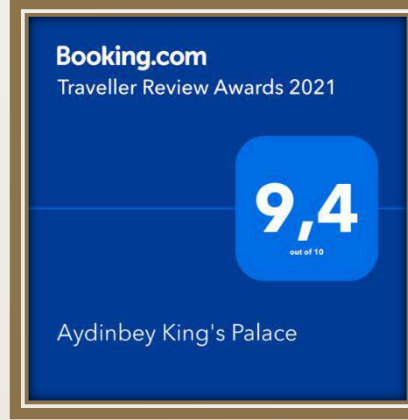 Booking.com
Traveller Review Awards 2021
9,4
out of 10
Aydinbey King's Palace